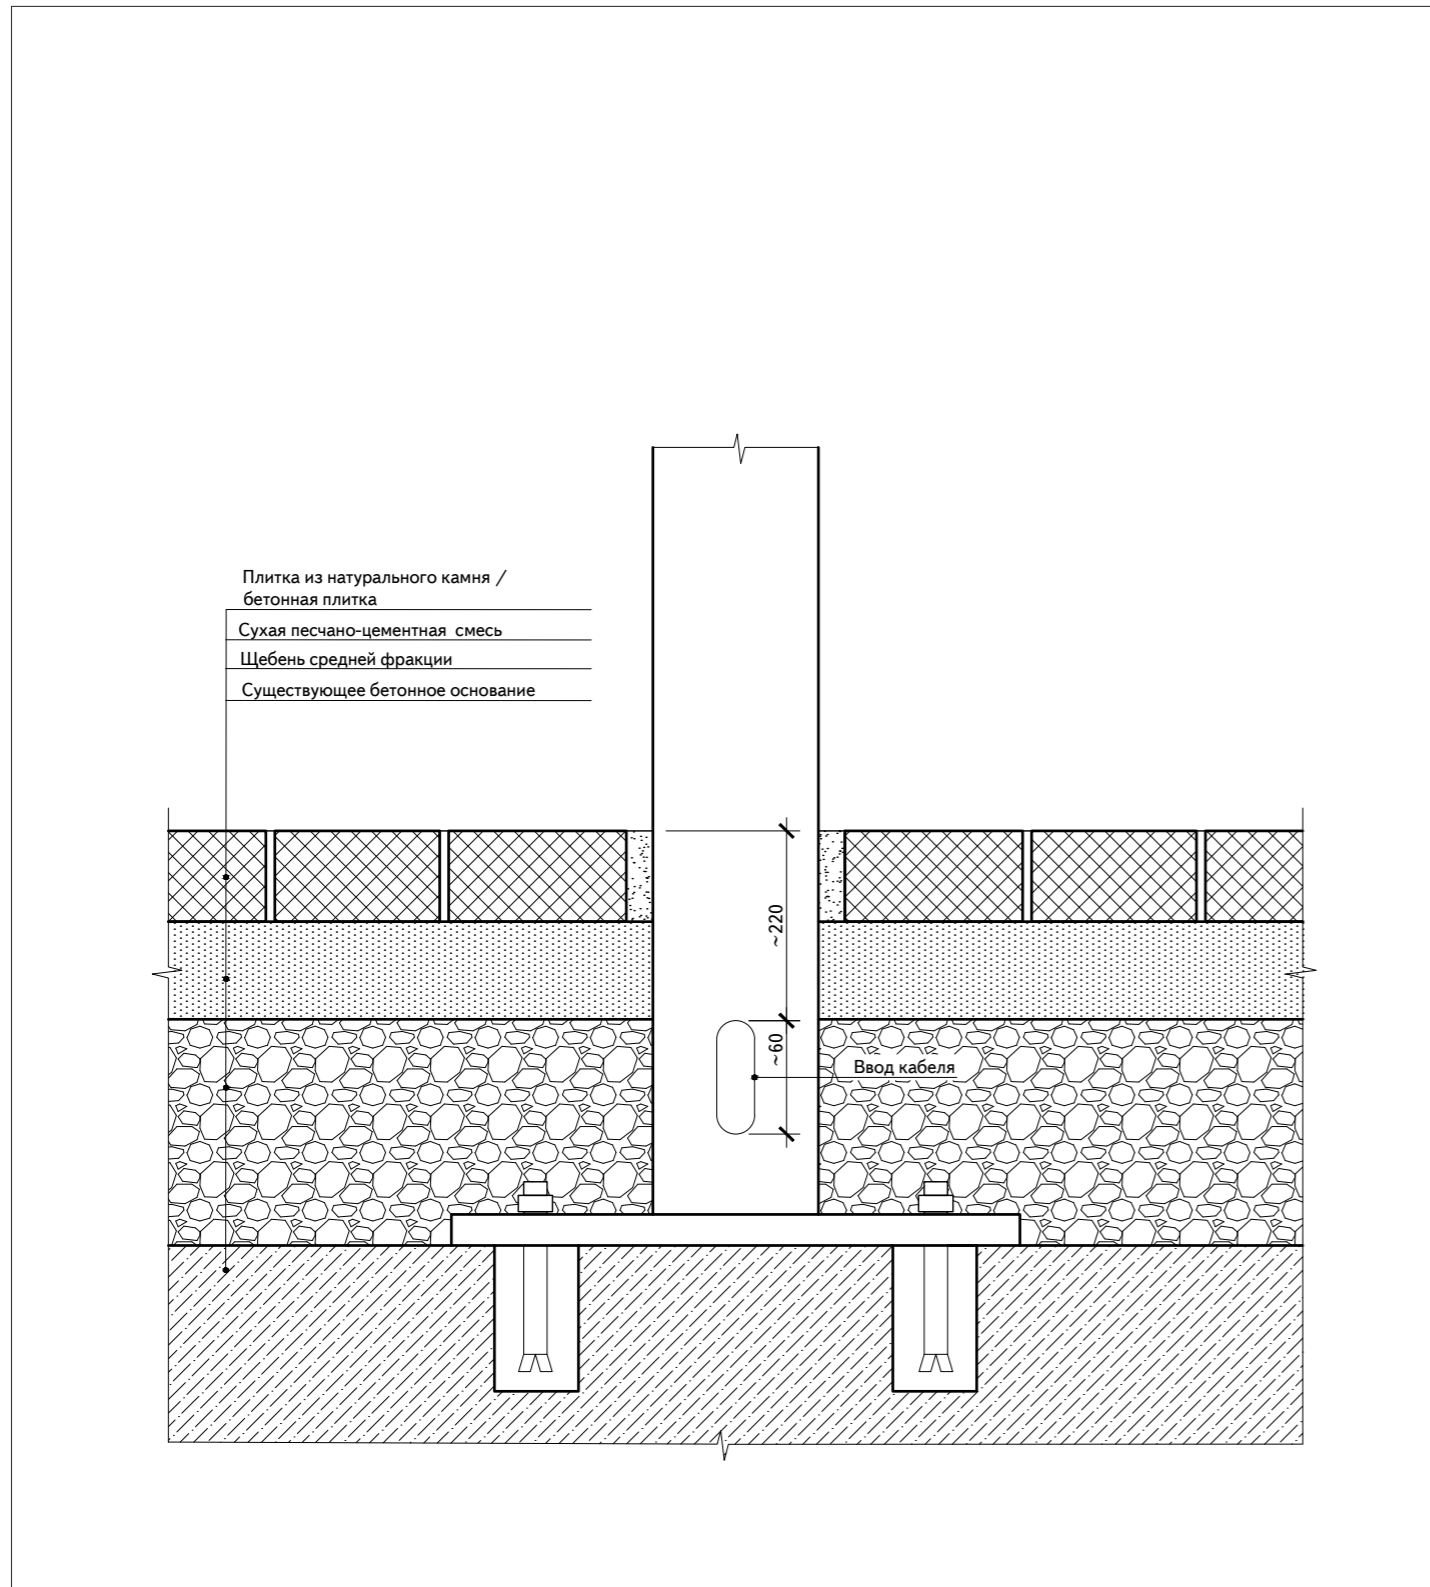 Плитка из натурального камня /
бетонная плитка
Сухая песчано-цементная смесь
Щебень средней фракции
Существующее бетонное основание
~220
~60
Ввод кабеля